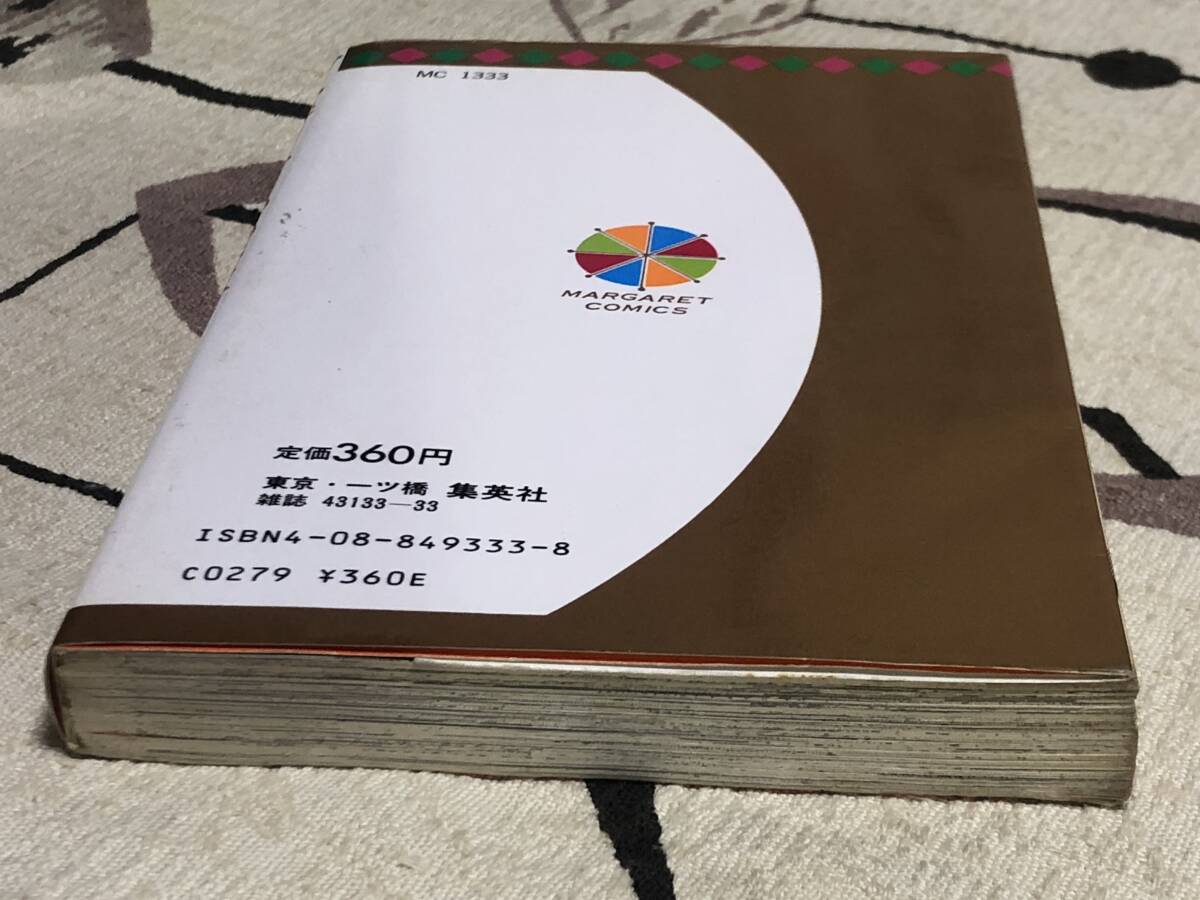 MC 1333
MARGARET
COMICS
定価360円
東京・一ツ橋 集英社
雑誌 43133—33
ISBN4-08-849333-8
C0279 ¥360E